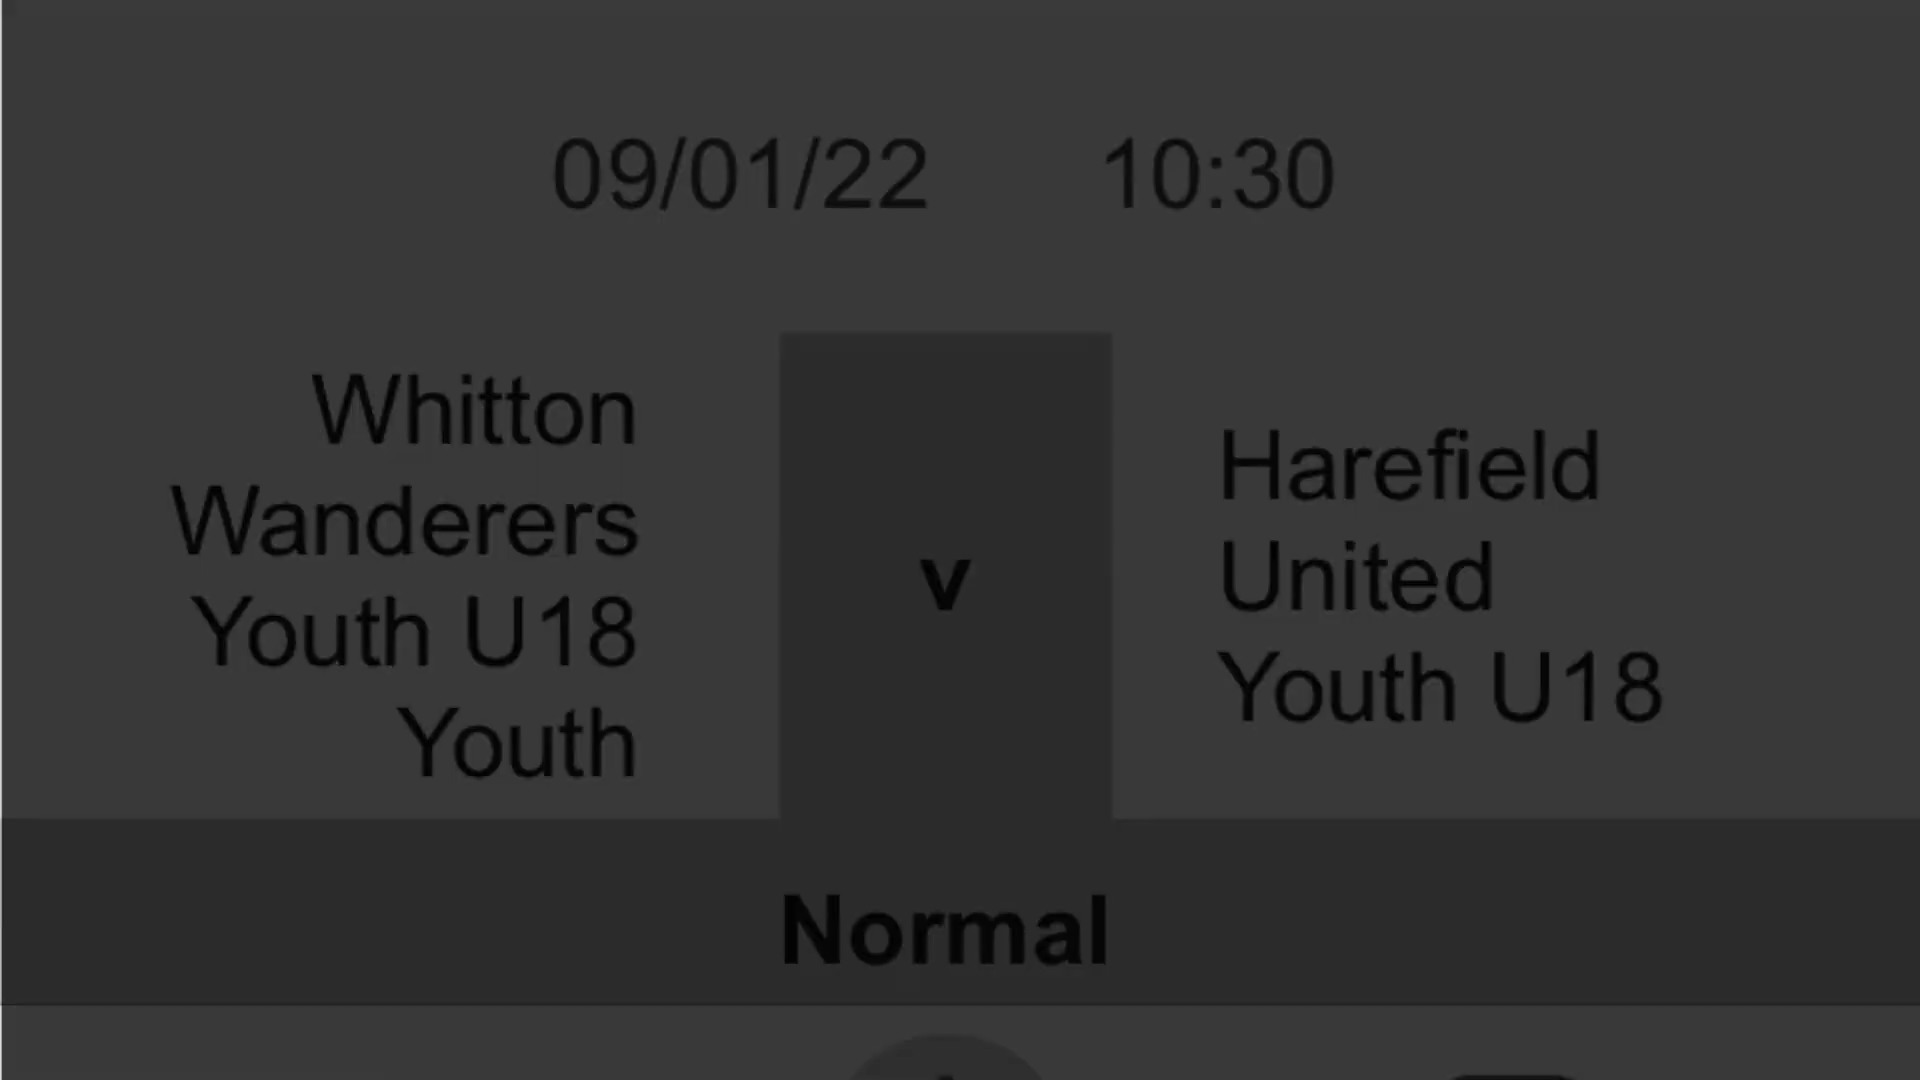 09/01/22 10:30
Whitton
Wanderers
Youth U18
Youth
v
Harefield
United
Youth U18
Normal